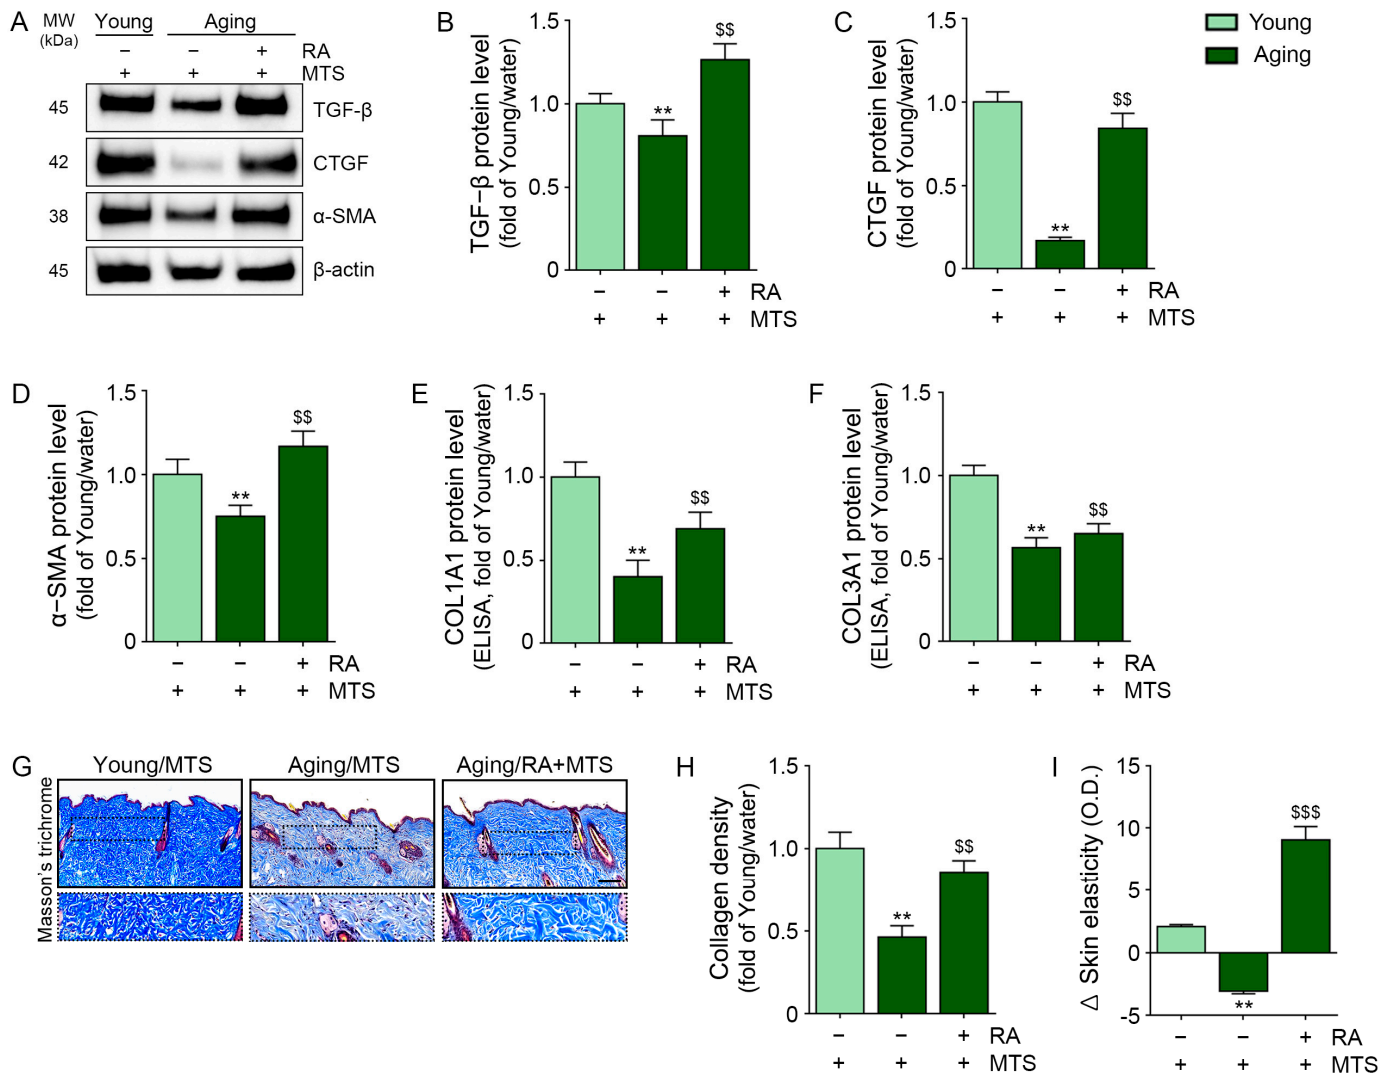 A
MW
(kDa)
Young
Aging
− − + RA
+ + + MTS
45 TGF-β
42 CTGF
38 α-SMA
45 β-actin
B
TGF−β protein level
(fold of Young/water)
1.5
1.0
0.5
0
**
$$
− − + RA
+ + + MTS
C
CTGF protein level
(fold of Young/water)
1.5
1.0
0.5
0
**
$$
− − + RA
+ + + MTS
Young
Aging
D
α−SMA protein level
(fold of Young/water)
1.5
1.0
0.5
0
**
$$
− − + RA
+ + + MTS
E
COL1A1 protein level
(ELISA, fold of Young/water)
1.5
1.0
0.5
0
**
$$
− − + RA
+ + + MTS
F
COL3A1 protein level
(ELISA, fold of Young/water)
1.5
1.0
0.5
0
**
$$
− − + RA
+ + + MTS
G
Young/MTS
Aging/MTS
Aging/RA+MTS
Masson's trichrome
H
Collagen density
(fold of Young/water)
1.5
1.0
0.5
0
**
$$
− − + RA
+ + + MTS
I
△ Skin elasticity (O.D.)
15
10
5
0
-5
**
$$$
− − + RA
+ + + MTS